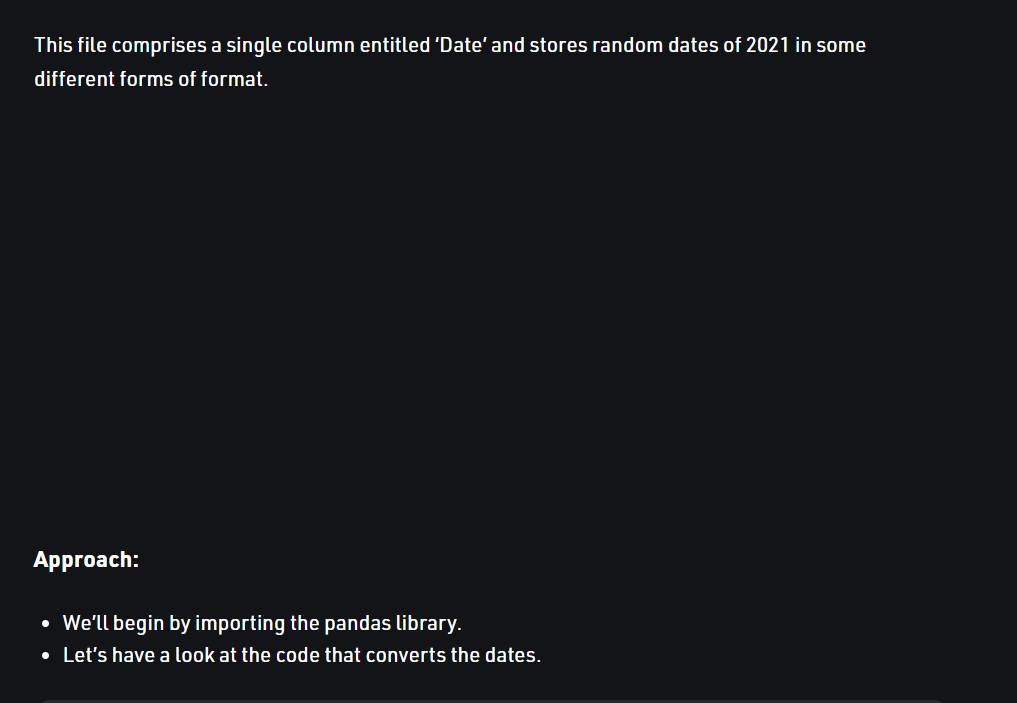 This file comprises a single column entitled ‘Date’ and stores random dates of 2021 in some
different forms of format.
Approach:
• We’ll begin by importing the pandas library.
• Let’s have a look at the code that converts the dates.